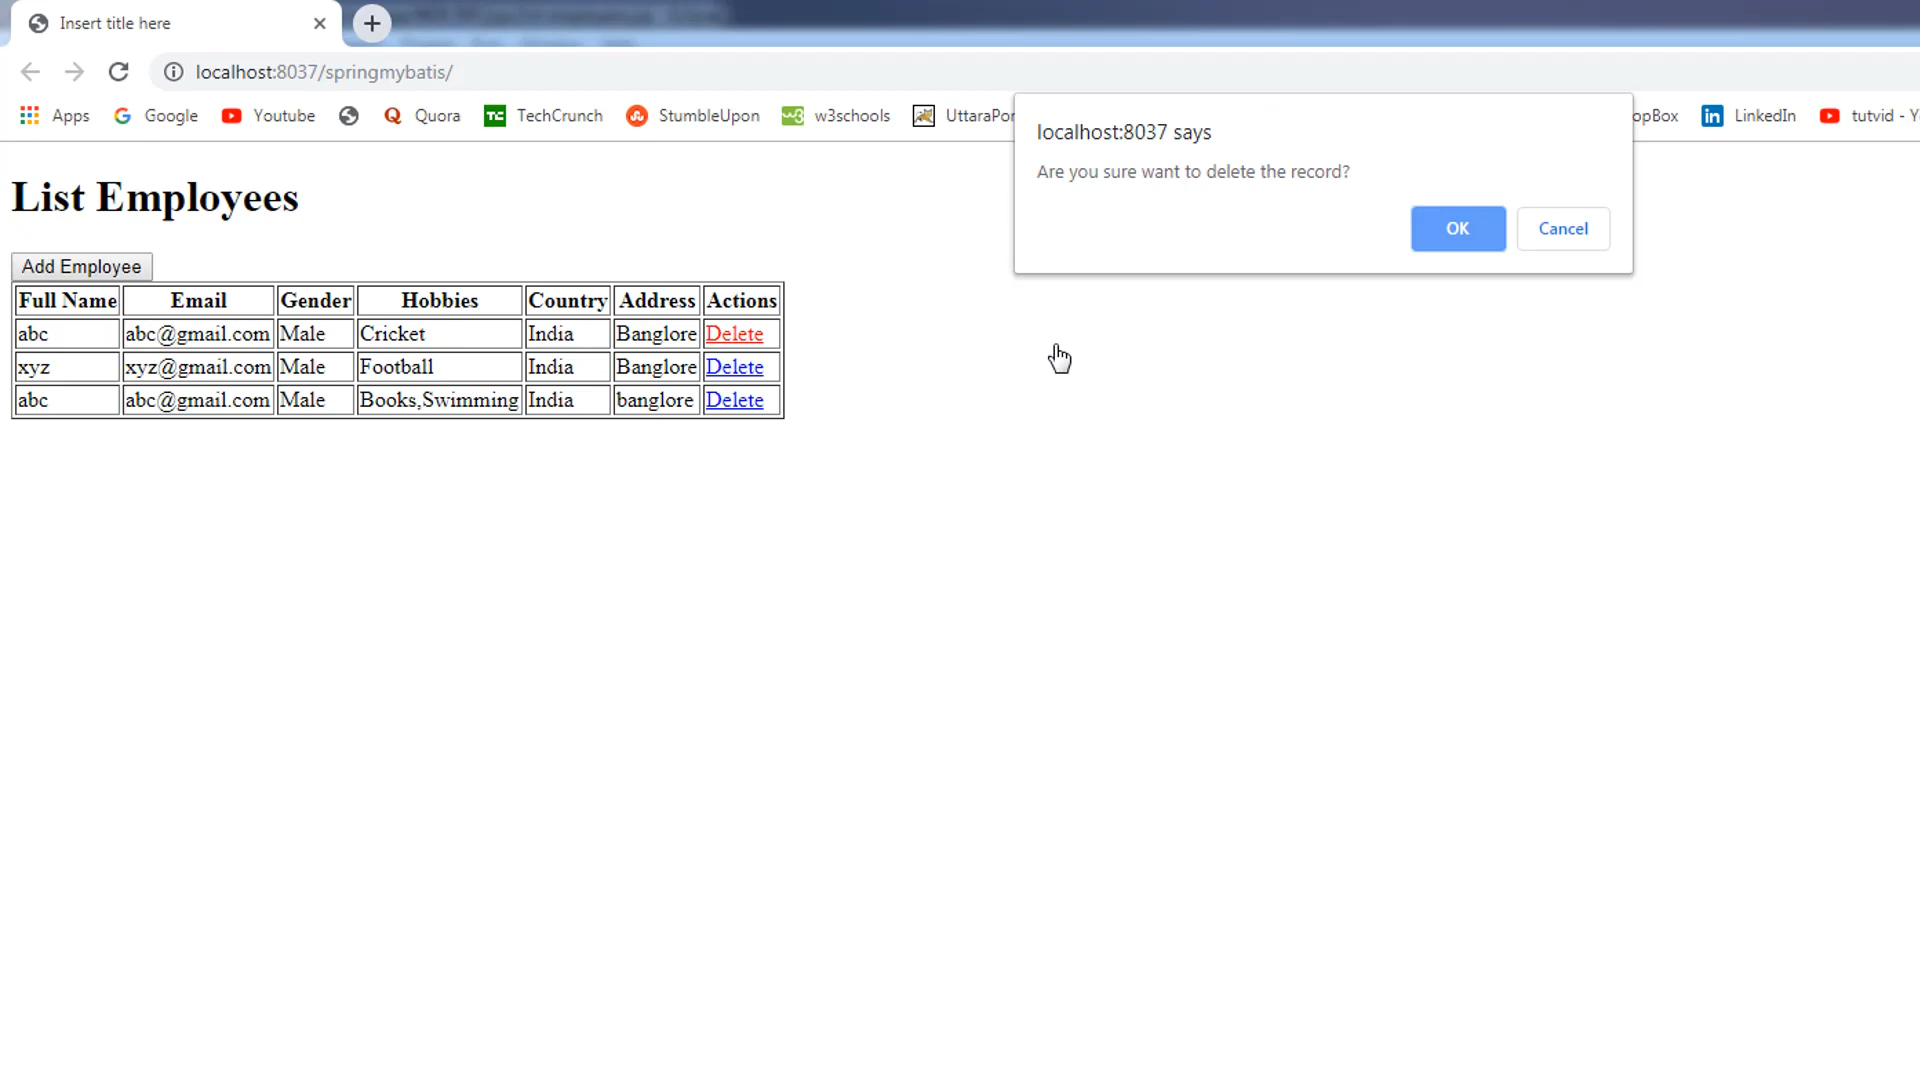 Insert title here
localhost:8037/springmybatis/
Apps Google Youtube Quora TechCrunch StumbleUpon w3schools UttaraPor opBox LinkedIn tutvid - Y
localhost:8037 says
Are you sure want to delete the record?
OK Cancel
List Employees
Add Employee
Full Name Email Gender Hobbies Country Address Actions
abc abc@gmail.com Male Cricket India Banglore Delete
xyz xyz@gmail.com Male Football India Banglore Delete
abc abc@gmail.com Male Books,Swimming India banglore Delete